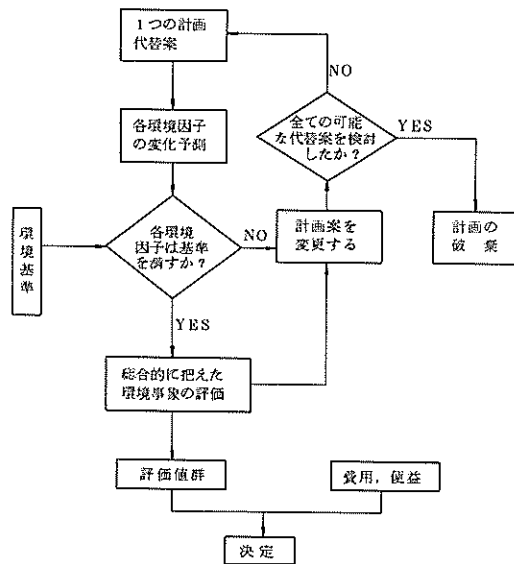 1つの計画
代替案
NO
各環境因子
の変化予測
全ての可能
な代替案を検討
したか?
YES
環境基準
各環境
因子は基準
を満すか?
NO
計画案を
変更する
計画の
破棄
YES
総合的に把えた
環境事象の評価
評価値群
費用,便益
決定